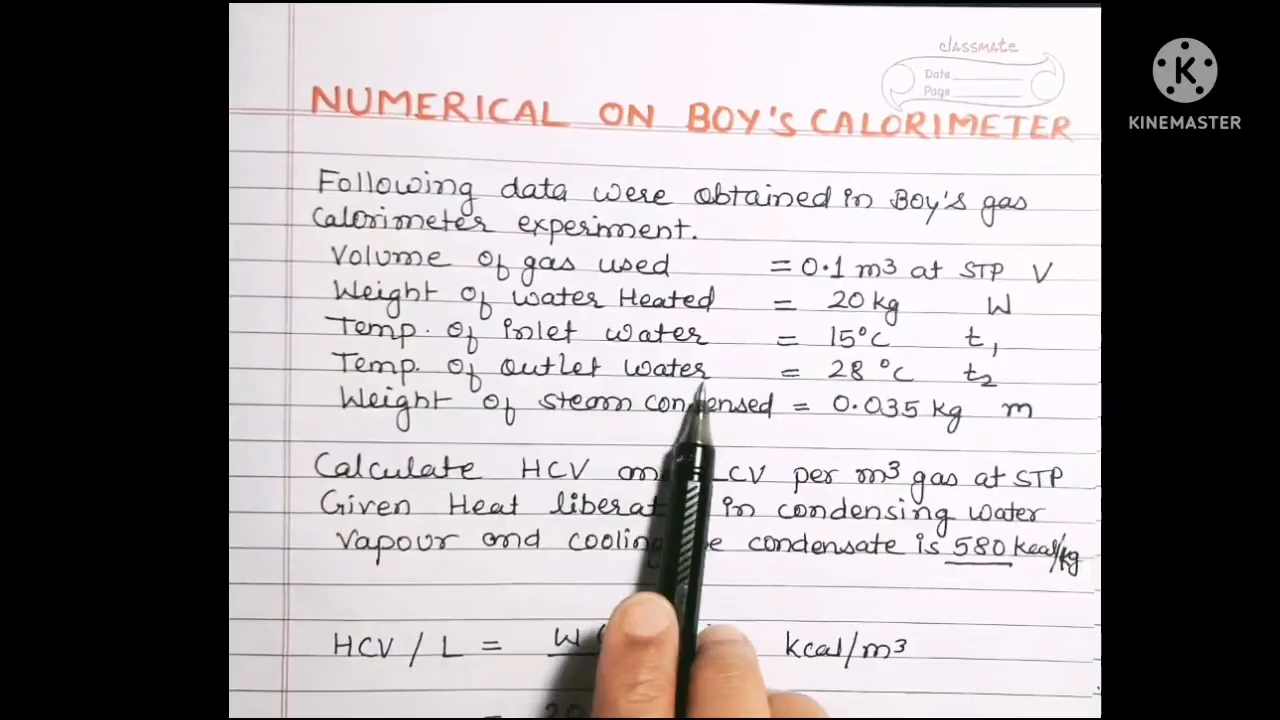 classmate
Date
Page
KINEMASTER
NUMERICAL ON BOY'S CALORIMETER
Following data were obtained in Boy's gas
Calorimeter experiment.
Volume of gas used = 0.1 m3 at STP V
Weight of water Heated = 20 kg W
Temp. of inlet water = 15°C t1
Temp. of outlet water = 28 °C t2
Weight of steam condensed = 0.035 kg m
Calculate HCV LCV per m3 gas at STP
Given Heat in condensing water
vapour and condensate is 580 kcal/kg
HCV / L = W kcal/m3
=